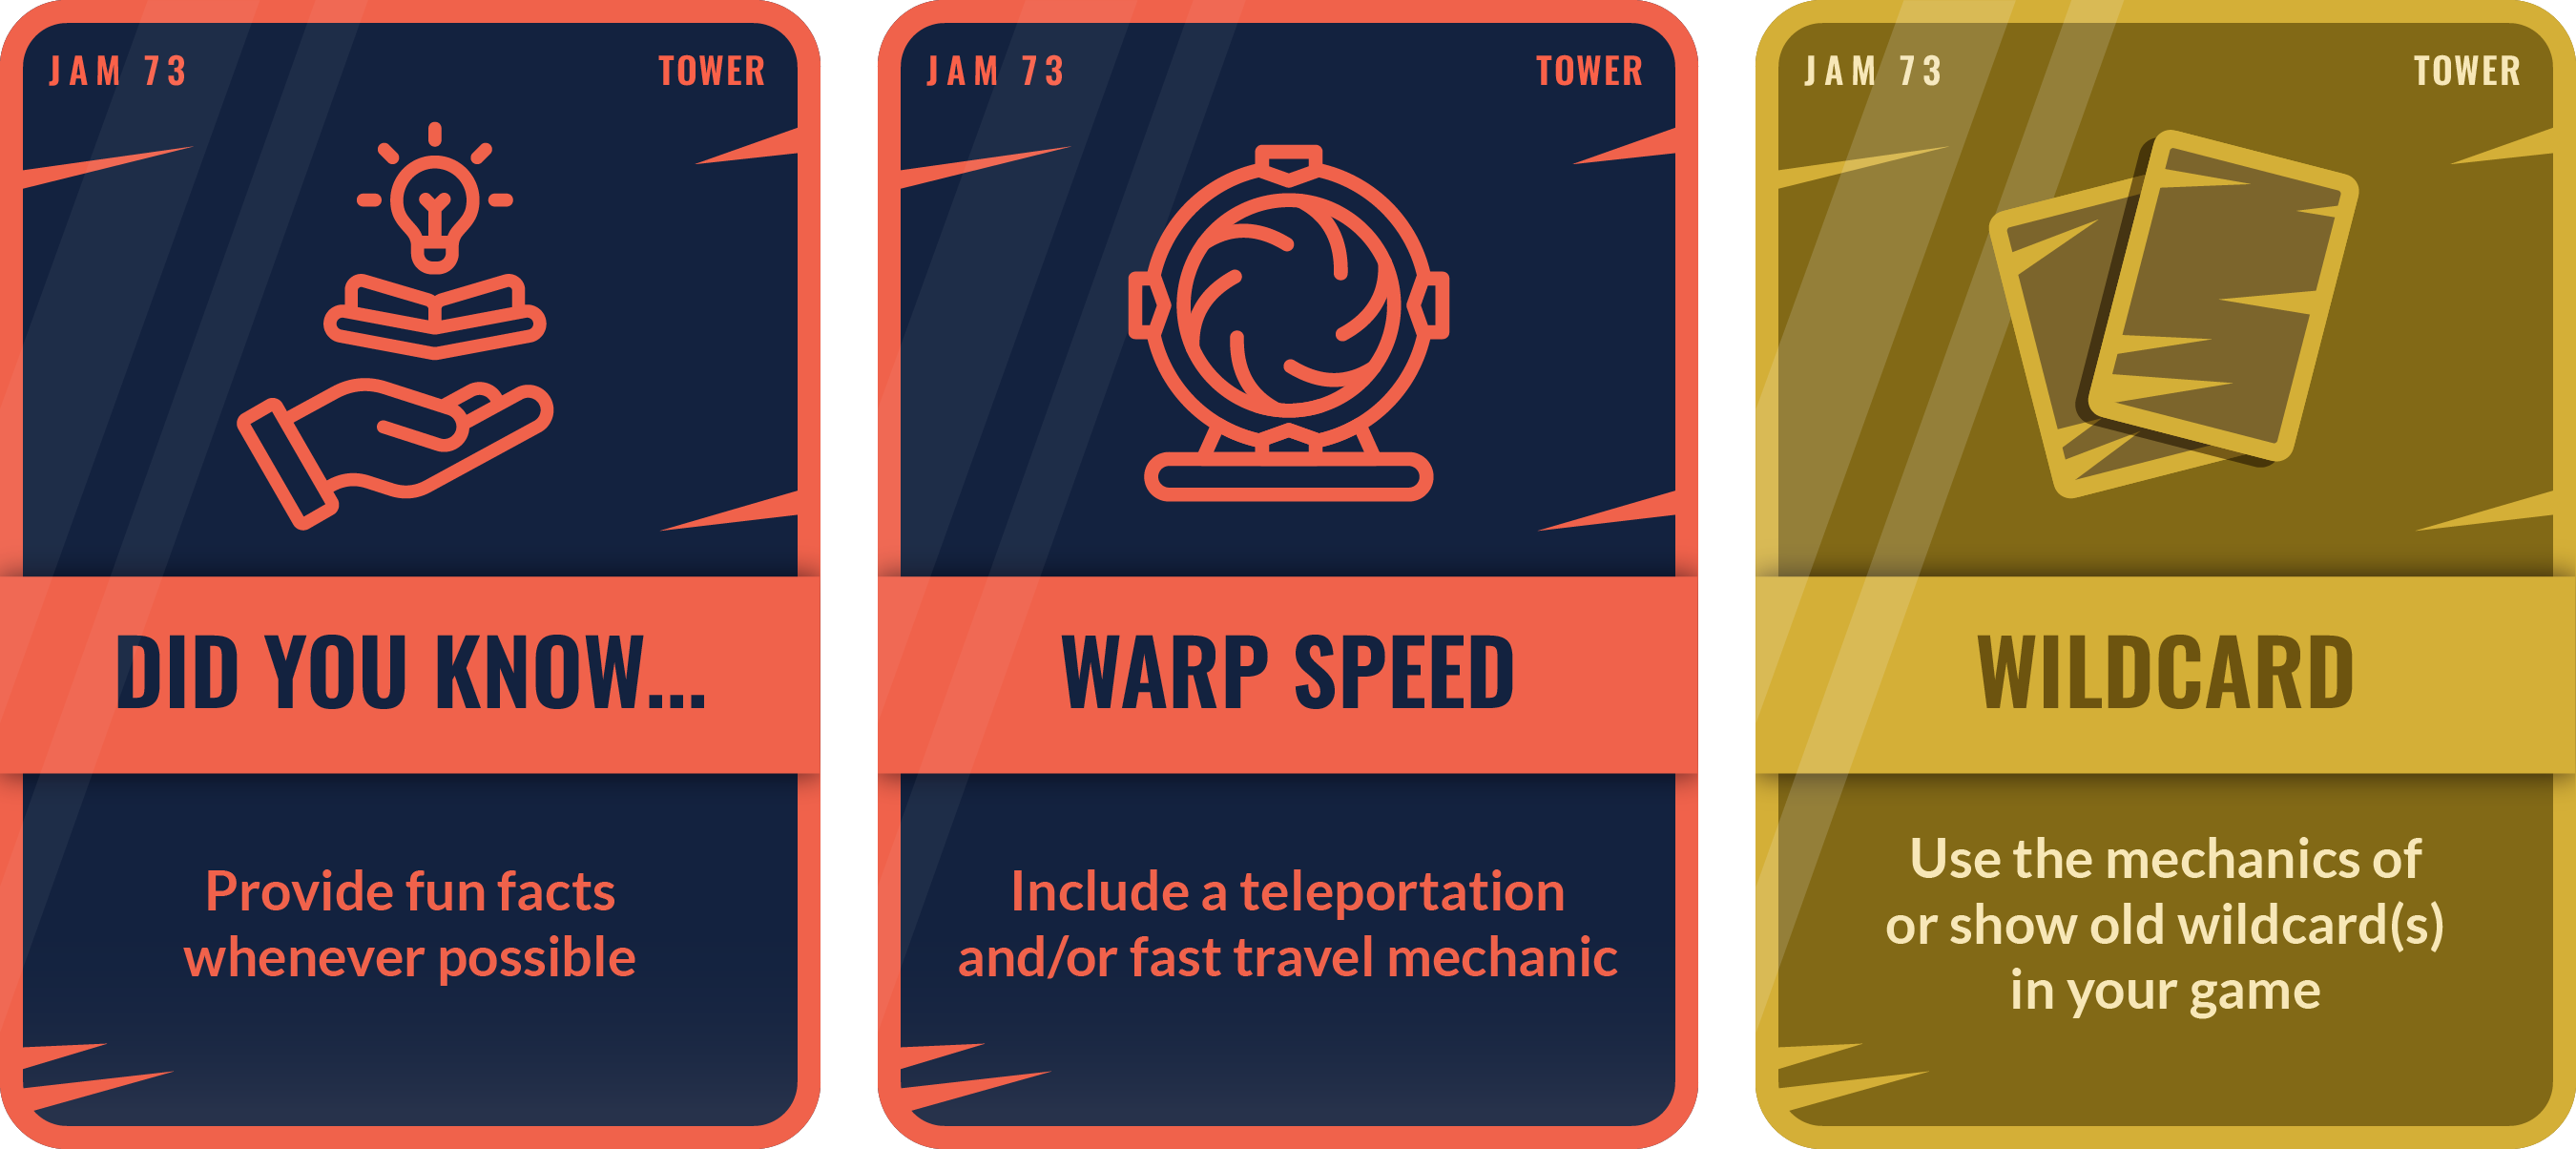 JAM 73
TOWER
DID YOU KNOW...
Provide fun facts
whenever possible
JAM 73
TOWER
WARP SPEED
Include a teleportation
and/or fast travel mechanic
JAM 73
TOWER
WILDCARD
Use the mechanics of
or show old wildcard(s)
in your game